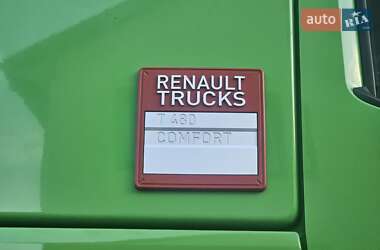 auto RIA
RENAULT
TRUCKS
T 480
COMFORT